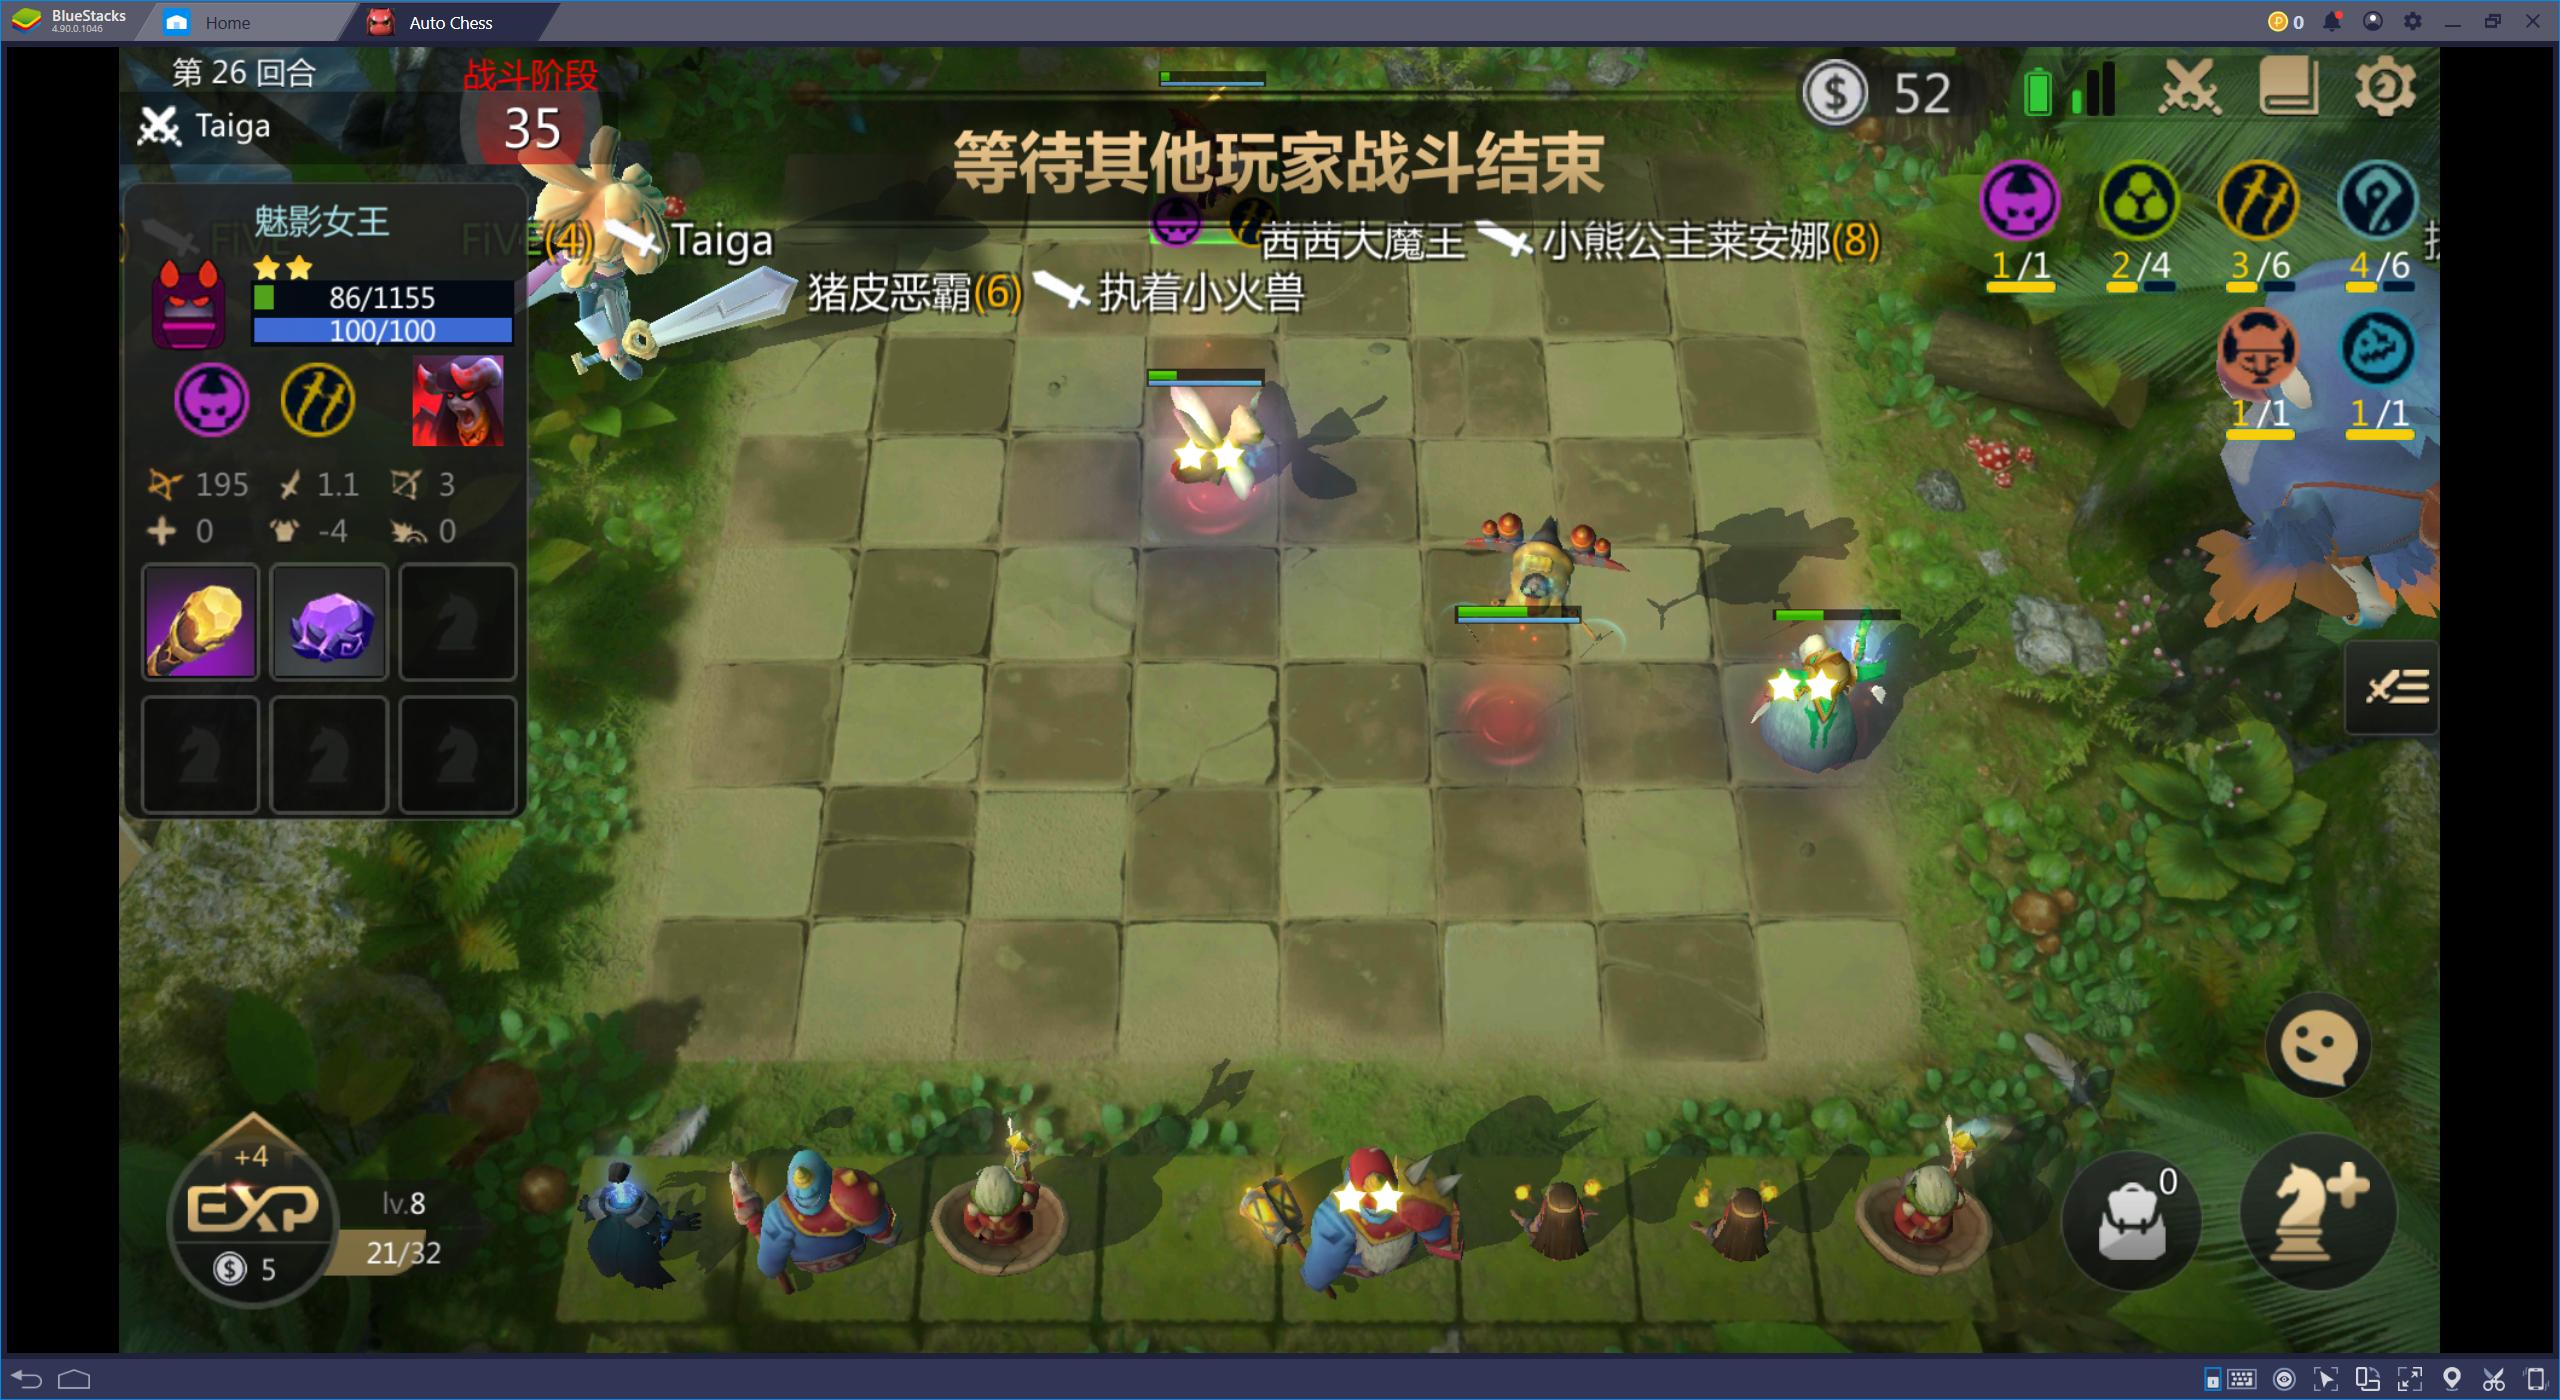 BlueStacks
4.90.0.1046
Home
Auto Chess
0
第 26 回合
战斗阶段
Taiga
35
52
等待其他玩家战斗结束
魅影女王
FiVE
FiVE(4) Taiga
茜茜大魔王 小熊公主莱安娜(8)
猪皮恶霸(6) 执着小火兽
1/1
2/4
3/6
4/6
1/1
1/1
86/1155
100/100
195
1.1
3
0
-4
0
+4
EXP
5
lv.8
21/32
0